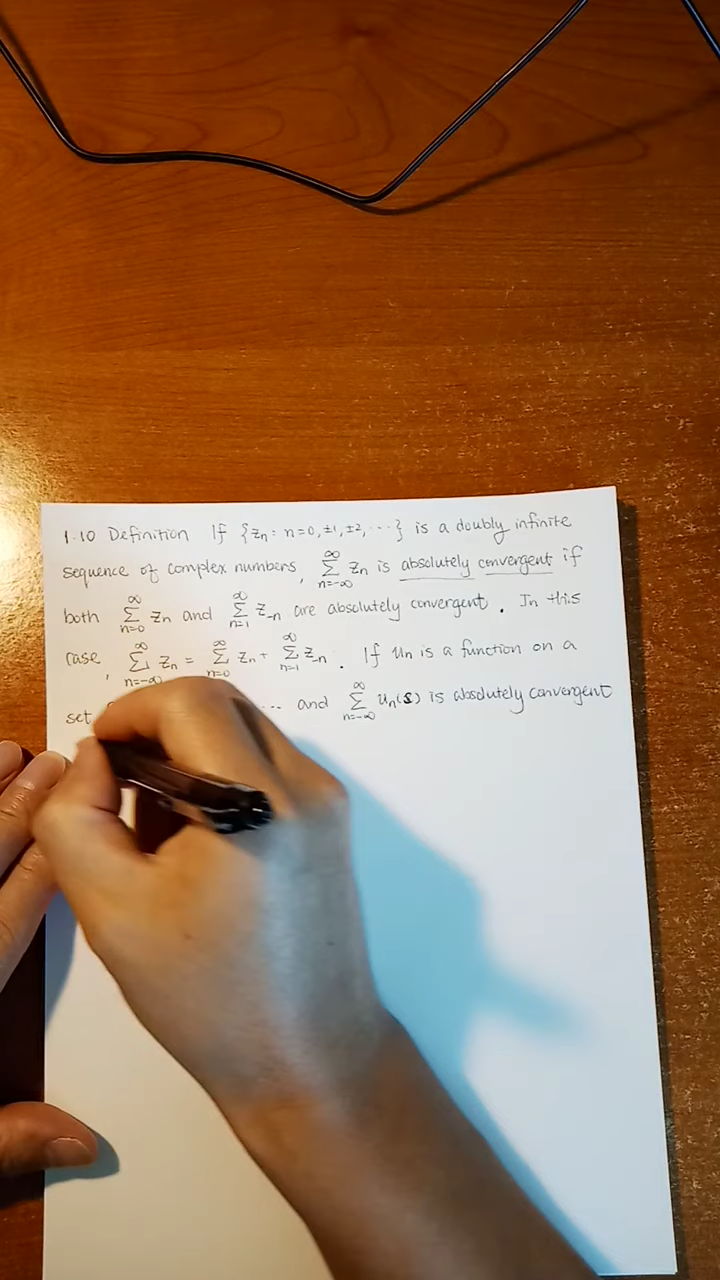 1.10 Definition If {zₙ: n=0, ±1, ±2, ⋯} is a doubly infinite
sequence of complex numbers, ∑_{n=-∞}^{∞} zₙ is absolutely convergent if
both ∑_{n=0}^{∞} zₙ and ∑_{n=1}^{∞} z₋ₙ are absolutely convergent. In this
case, ∑_{n=-∞}^{∞} zₙ = ∑_{n=0}^{∞} zₙ + ∑_{n=1}^{∞} z₋ₙ. If uₙ is a function on a
set ⋯ and ∑_{n=-∞}^{∞} uₙ(s) is absolutely convergent